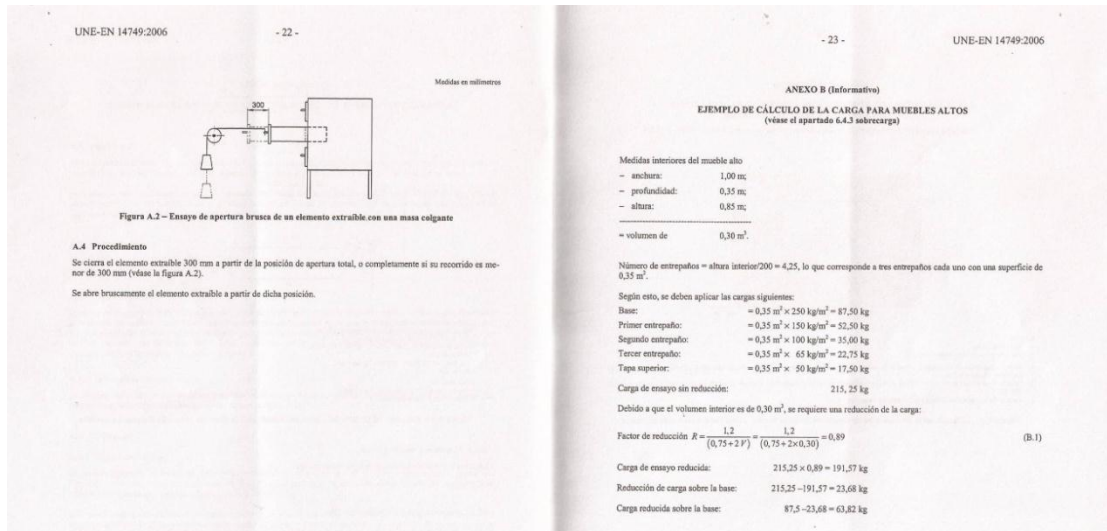 UNE-EN 14749:2006
- 22 -
Medidas en milímetros
300
Figura A.2 – Ensayo de apertura brusca de un elemento extraíble con una masa colgante
A.4 Procedimiento
Se cierra el elemento extraíble 300 mm a partir de la posición de apertura total, o completamente si su recorrido es me-
nor de 300 mm (véase la figura A.2).
Se abre bruscamente el elemento extraíble a partir de dicha posición.
- 23 -
UNE-EN 14749:2006
ANEXO B (Informativo)
EJEMPLO DE CÁLCULO DE LA CARGA PARA MUEBLES ALTOS
(véase el apartado 6.4.3 sobrecarga)
Medidas interiores del mueble alto
– anchura: 1,00 m;
– profundidad: 0,35 m;
– altura: 0,85 m;
= volumen de 0,30 m³.
Número de entrepaños = altura interior/200 = 4,25, lo que corresponde a tres entrepaños cada uno con una superficie de
0,35 m².
Según esto, se deben aplicar las cargas siguientes:
Base: = 0,35 m² × 250 kg/m² = 87,50 kg
Primer entrepaño: = 0,35 m² × 150 kg/m² = 52,50 kg
Segundo entrepaño: = 0,35 m² × 100 kg/m² = 35,00 kg
Tercer entrepaño: = 0,35 m² × 65 kg/m² = 22,75 kg
Tapa superior: = 0,35 m² × 50 kg/m² = 17,50 kg
Carga de ensayo sin reducción: 215, 25 kg
Debido a que el volumen interior es de 0,30 m³, se requiere una reducción de la carga:
Factor de reducción R = 1,2/(0,75+2V) = 1,2/(0,75+2×0,30) = 0,89 (B.1)
Carga de ensayo reducida: 215,25 × 0,89 = 191,57 kg
Reducción de carga sobre la base: 215,25 –191,57 = 23,68 kg
Carga reducida sobre la base: 87,5 –23,68 = 63,82 kg